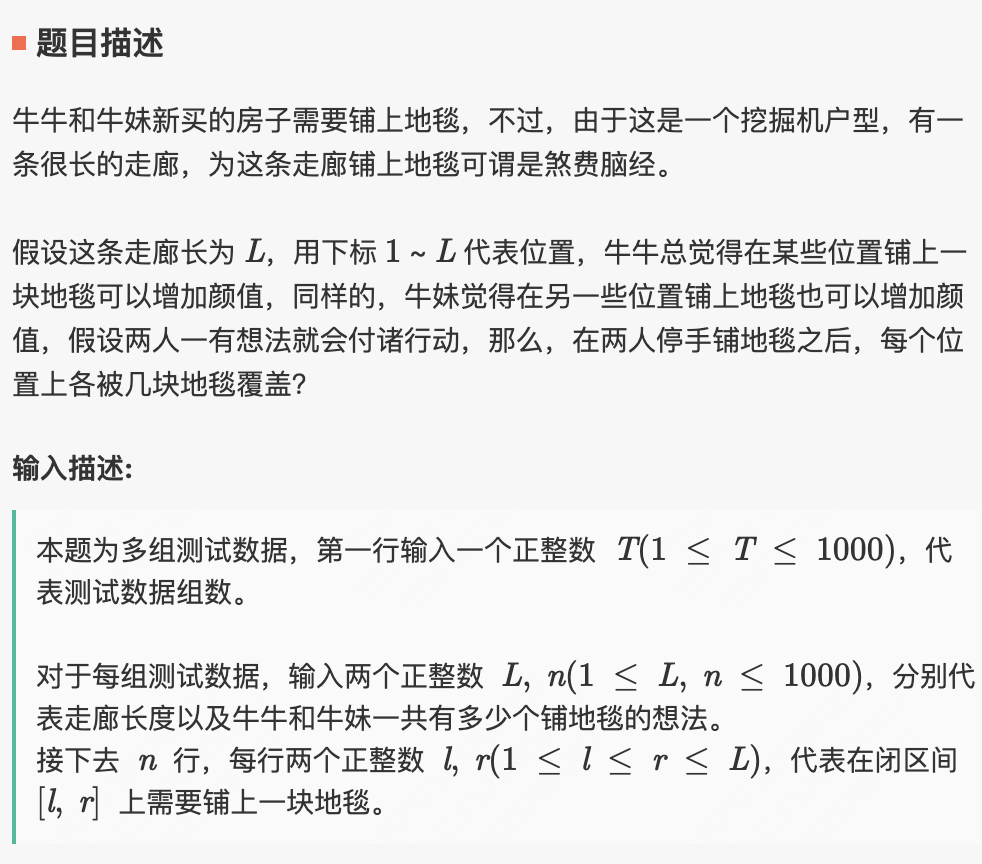 题目描述
牛牛和牛妹新买的房子需要铺上地毯，不过，由于这是一个挖掘机户型，有一
条很长的走廊，为这条走廊铺上地毯可谓是煞费脑经。
假设这条走廊长为 L，用下标 1 ~ L 代表位置，牛牛总觉得在某些位置铺上一
块地毯可以增加颜值，同样的，牛妹觉得在另一些位置铺上地毯也可以增加颜
值，假设两人一有想法就会付诸行动，那么，在两人停手铺地毯之后，每个位
置上各被几块地毯覆盖?
输入描述:
本题为多组测试数据，第一行输入一个正整数 T(1 ≤ T ≤ 1000)，代
表测试数据组数。
对于每组测试数据，输入两个正整数 L, n(1 ≤ L, n ≤ 1000)，分别代
表走廊长度以及牛牛和牛妹一共有多少个铺地毯的想法。
接下去 n 行，每行两个正整数 l, r(1 ≤ l ≤ r ≤ L)，代表在闭区间
[l, r] 上需要铺上一块地毯。